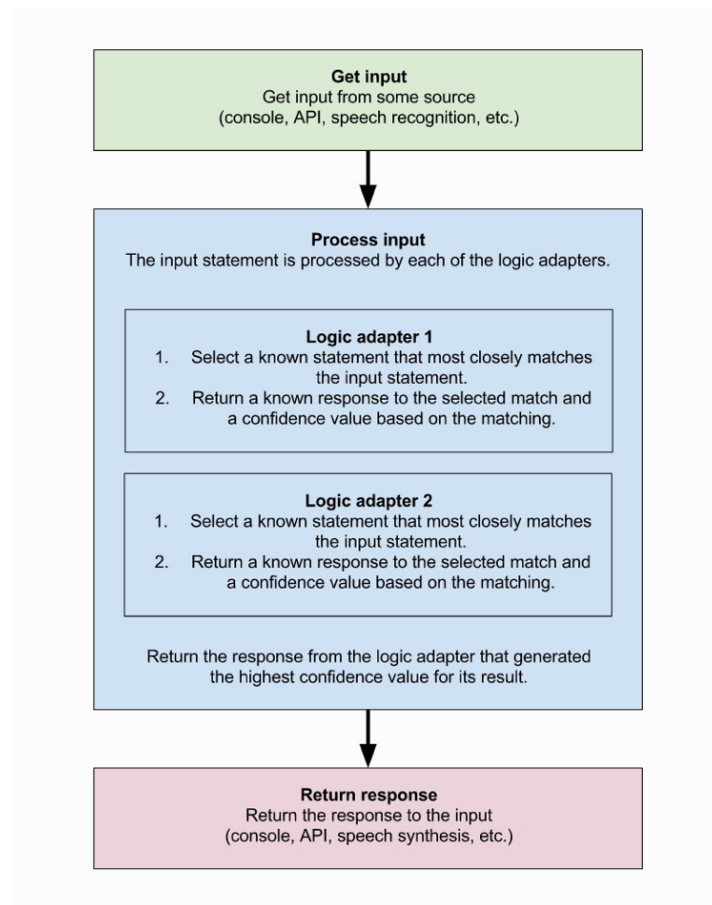 Get input
Get input from some source
(console, API, speech recognition, etc.)
Process input
The input statement is processed by each of the logic adapters.
Logic adapter 1
1. Select a known statement that most closely matches
the input statement.
2. Return a known response to the selected match and
a confidence value based on the matching.
Logic adapter 2
1. Select a known statement that most closely matches
the input statement.
2. Return a known response to the selected match and
a confidence value based on the matching.
Return the response from the logic adapter that generated
the highest confidence value for its result.
Return response
Return the response to the input
(console, API, speech synthesis, etc.)